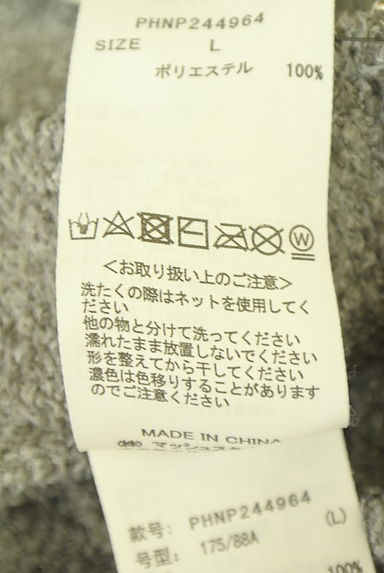 PHNP244964
SIZE L
ポリエステル 100%
W
<お取り扱い上のご注意>
洗たくの際はネットを使用してく
ださい
他の物と分けて洗ってください
濡れたまま放置しないでください
形を整えてから干してください
濃色は色移りすることがあります
のでご注意ください
MADE IN CHINA
款号: PHNP244964
号型: 175/88A (L)
100%